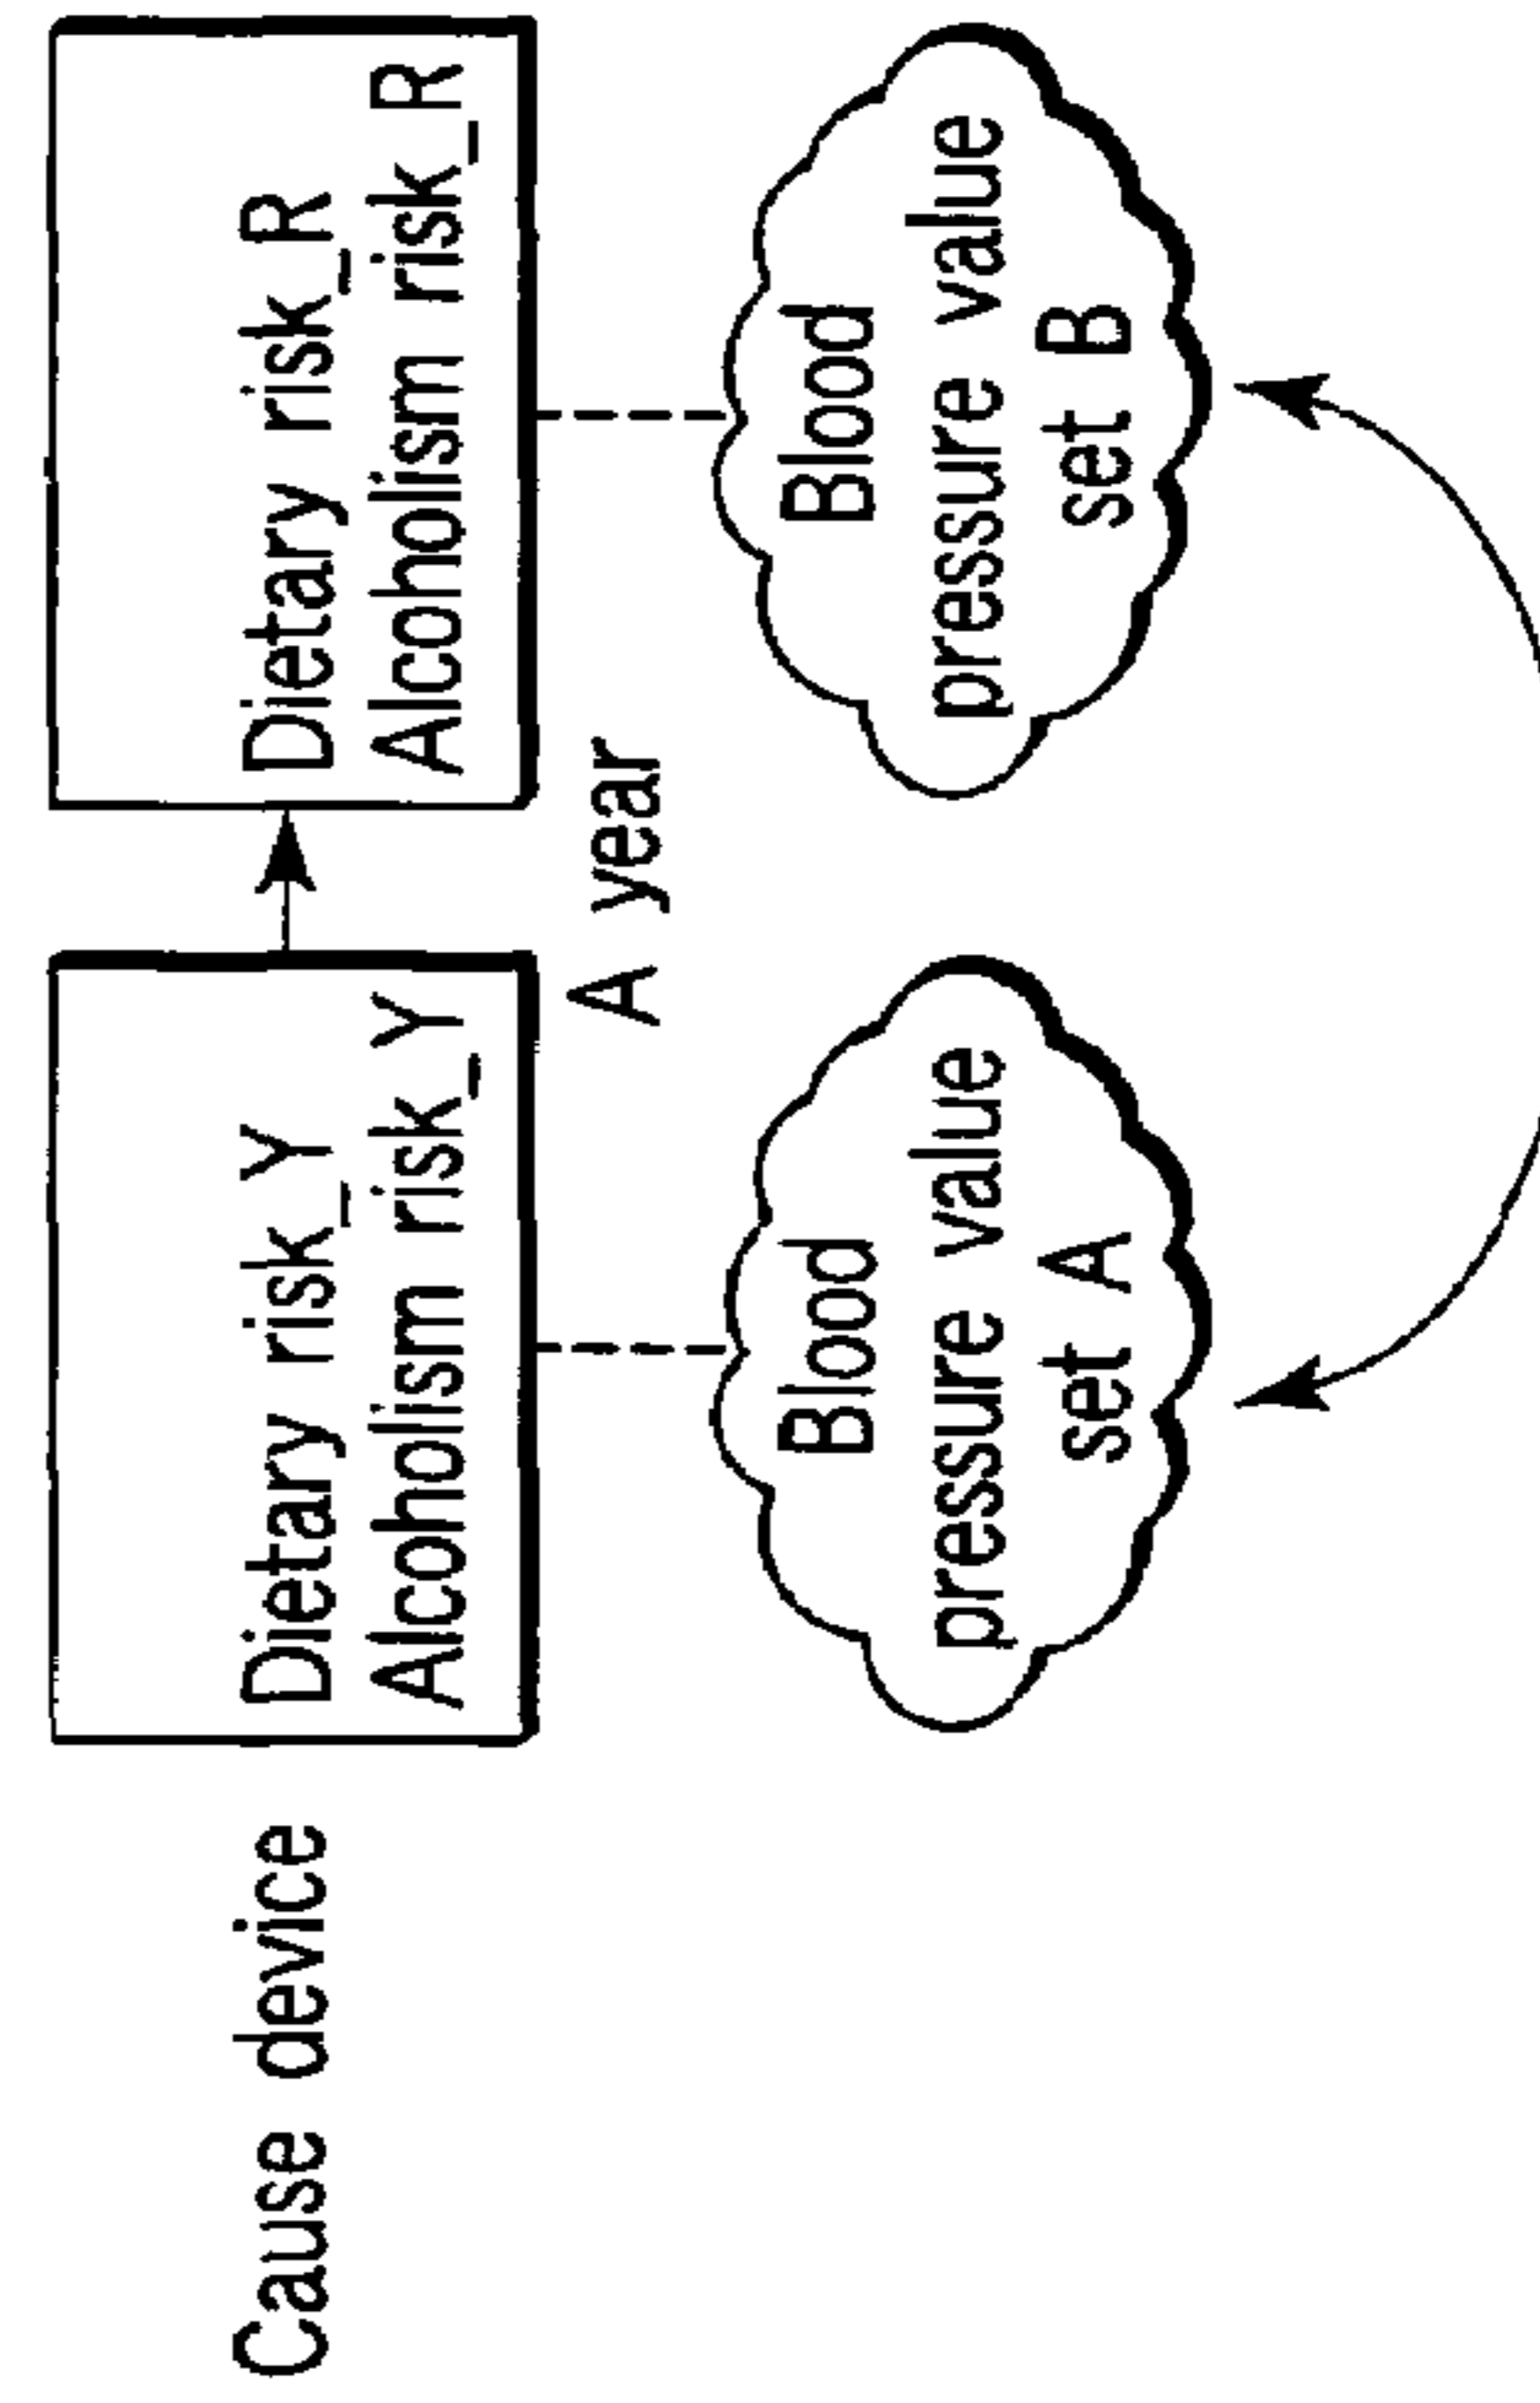 Cause device
Dietary risk_Y
Alcoholism risk_Y
Dietary risk_R
Alcoholism risk_R
A year
Blood
pressure value
set A
Blood
pressure value
set B